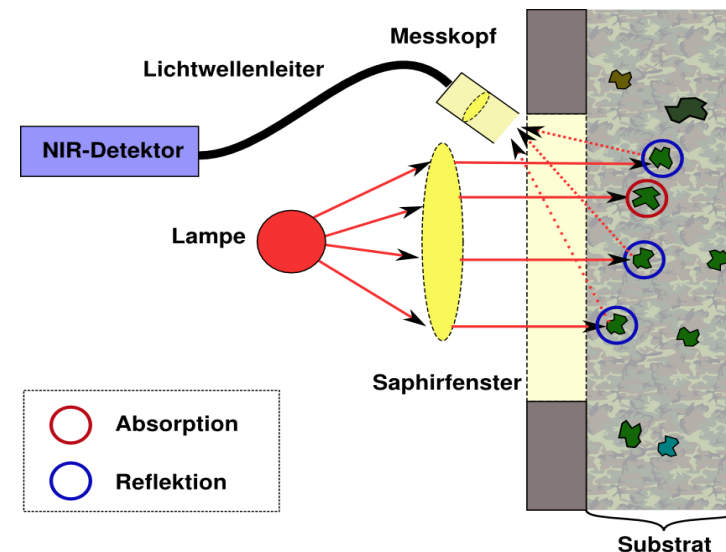 Messkopf
Lichtwellenleiter
NIR-Detektor
Lampe
Saphirfenster
Absorption
Reflektion
Substrat